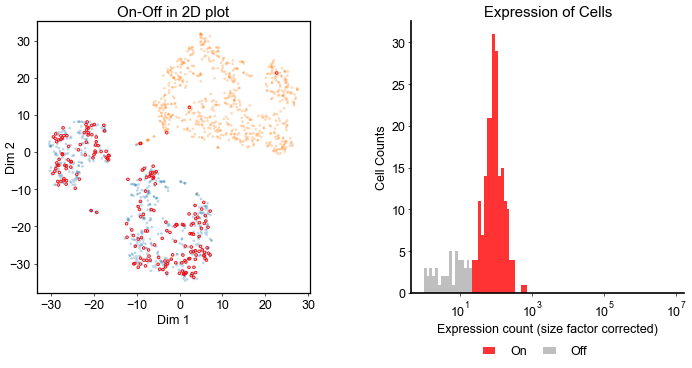 On-Off in 2D plot
Expression of Cells
30
20
10
0
−10
−20
−30
Dim 2
−30 −20 −10 0 10 20 30
Dim 1
30
25
20
15
10
5
0
Cell Counts
10^1 10^3 10^5 10^7
Expression count (size factor corrected)
On Off